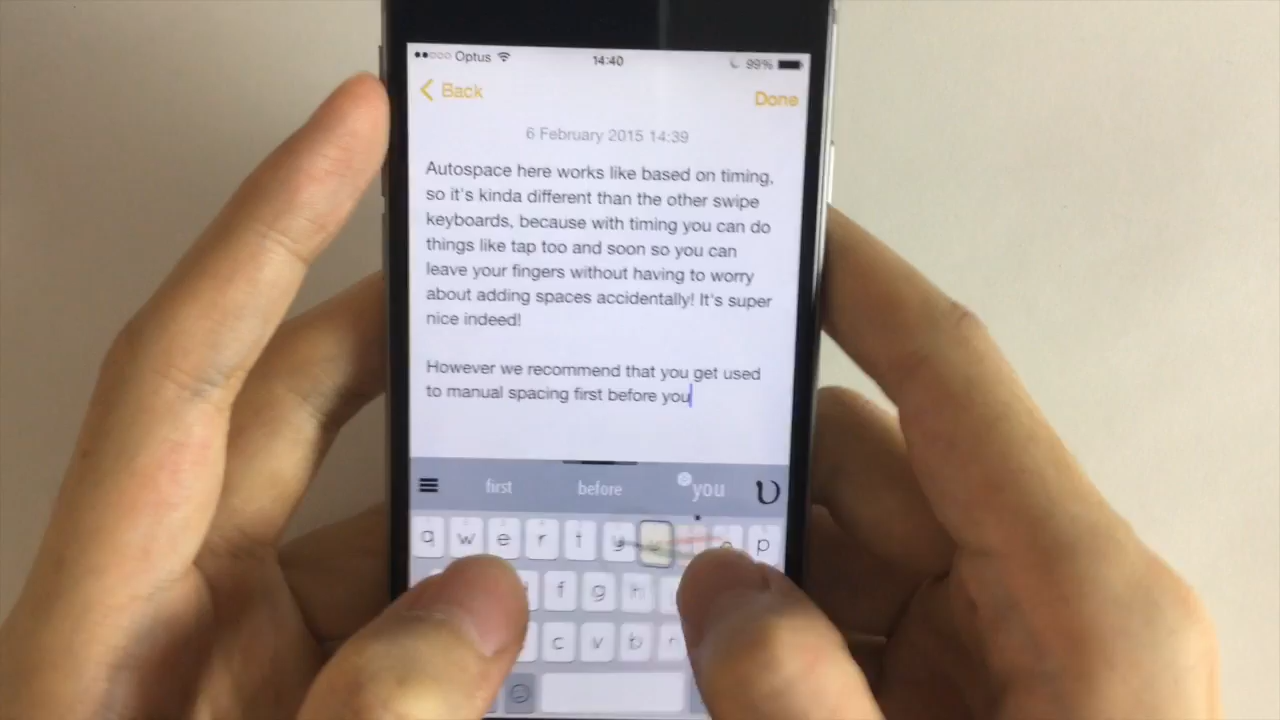 Optus 14:40 99%
Back Done
6 February 2015 14:39
Autospace here works like based on timing,
so it's kinda different than the other swipe
keyboards, because with timing you can do
things like tap too and soon so you can
leave your fingers without having to worry
about adding spaces accidentally! It's super
nice indeed!
However we recommend that you get used
to manual spacing first before you
first before you
q w e r t y u o p
f g h
c v b n